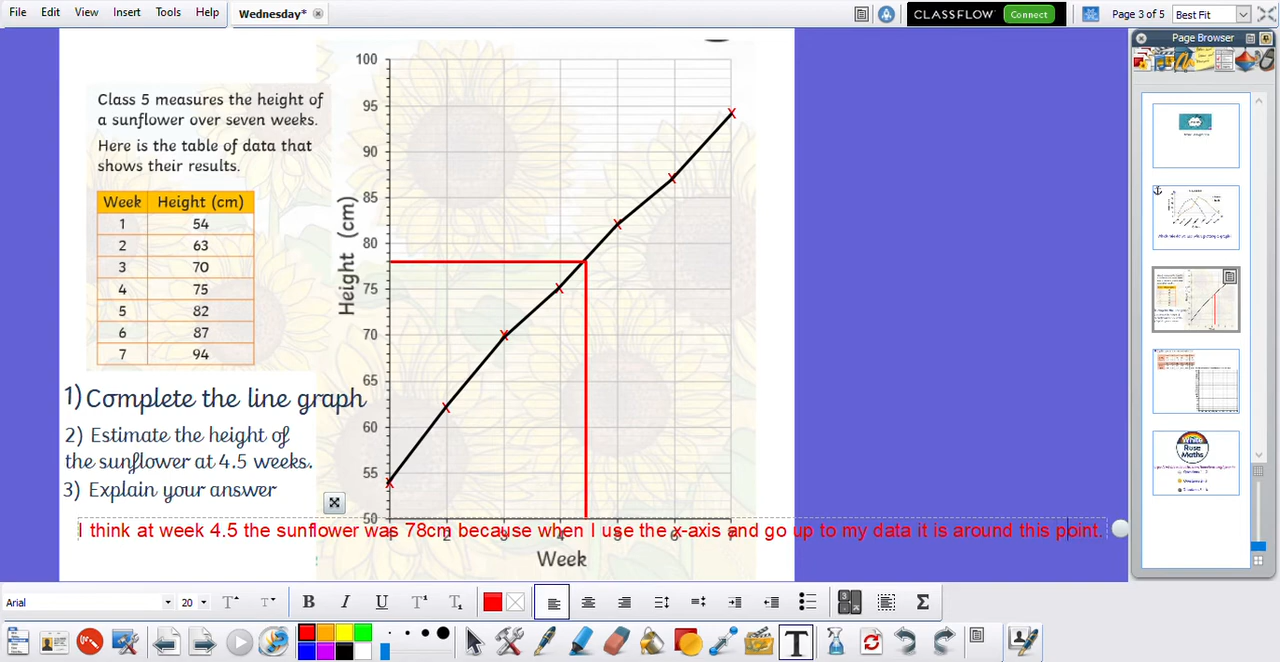 File Edit View Insert Tools Help
Wednesday*
CLASSFLOW Connect
Page 3 of 5
Best Fit
Page Browser
Class 5 measures the height of
a sunflower over seven weeks.
Here is the table of data that
shows their results.
Week Height (cm)
1 54
2 63
3 70
4 75
5 82
6 87
7 94
1) Complete the line graph
2) Estimate the height of
the sunflower at 4.5 weeks.
3) Explain your answer
Height (cm)
100
95
90
85
80
75
70
65
60
55
50
I think at week 4.5 the sunflower was 78cm because when I use the x-axis and go up to my data it is around this point.
Week
White
Rose
Maths
Arial
20
B I U